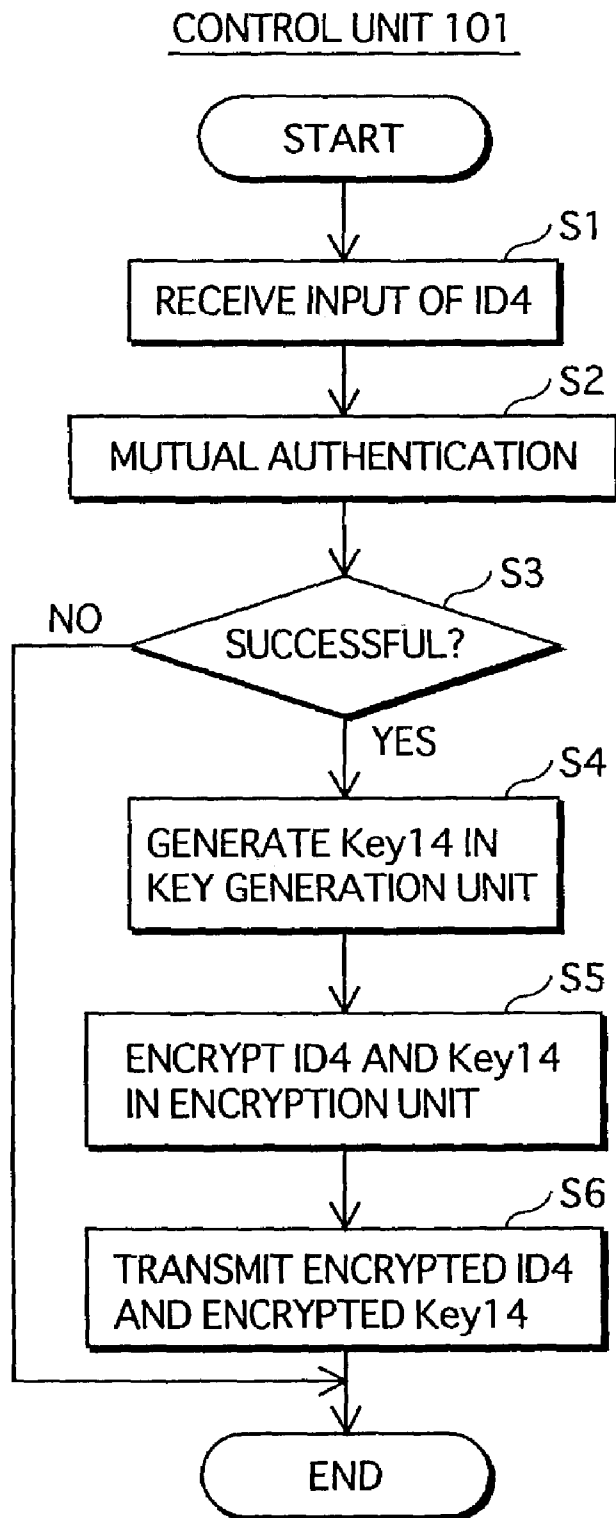 CONTROL UNIT 101
START
S1
RECEIVE INPUT OF ID4
S2
MUTUAL AUTHENTICATION
S3
NO
SUCCESSFUL?
YES
S4
GENERATE Key14 IN
KEY GENERATION UNIT
S5
ENCRYPT ID4 AND Key14
IN ENCRYPTION UNIT
S6
TRANSMIT ENCRYPTED ID4
AND ENCRYPTED Key14
END